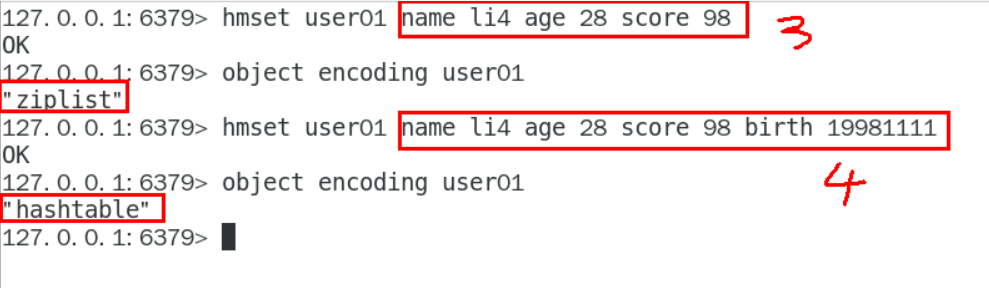 127.0.0.1:6379> hmset user01 name li4 age 28 score 98 3
OK
127.0.0.1:6379> object encoding user01
"ziplist"
127.0.0.1:6379> hmset user01 name li4 age 28 score 98 birth 19981111
OK
4
127.0.0.1:6379> object encoding user01
"hashtable"
127.0.0.1:6379>